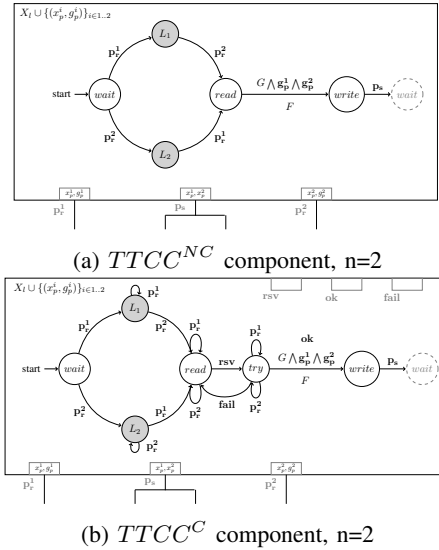 X_l ∪ {(x_p^i, g_p^i)}_{i∈1..2}
L_1
p_r^1 p_r^2
start wait read G ⋀ g_p^1 ⋀ g_p^2 write p_s wait
F
p_r^2 p_r^1
L_2
x_p^1, g_p^1 x_p^1, x_p^2 x_p^2, g_p^2
p_r^1 p_s p_r^2
(a) TTCC^{NC} component, n=2
X_l ∪ {(x_p^i, g_p^i)}_{i∈1..2}
rsv ok fail
p_r^1
L_1
p_r^1 p_r^2 p_r^1 p_r^1 ok
start wait read rsv try G ⋀ g_p^1 ⋀ g_p^2 write p_s wait
F
fail
p_r^2 p_r^1 p_r^2 p_r^2
L_2
p_r^2
x_p^1, g_p^1 x_p^1, x_p^2 x_p^2, g_p^2
p_r^1 p_s p_r^2
(b) TTCC^C component, n=2